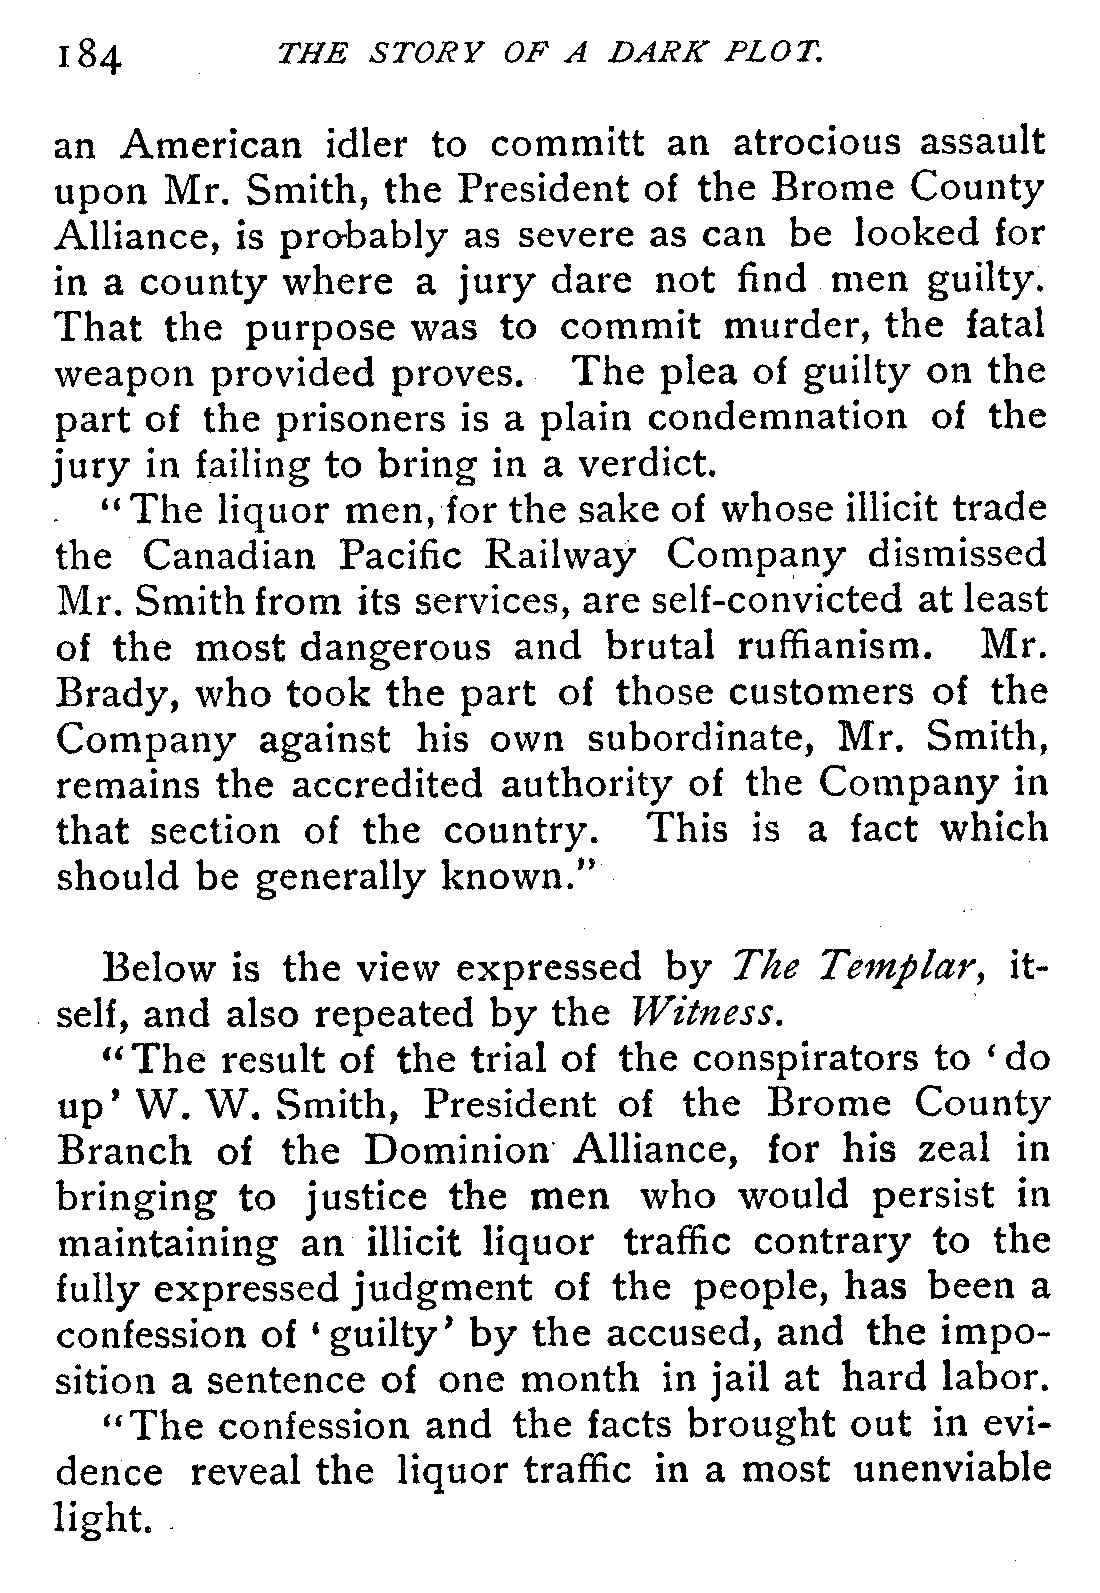 184 THE STORY OF A DARK PLOT.
an American idler to committ an atrocious assault
upon Mr. Smith, the President of the Brome County
Alliance, is probably as severe as can be looked for
in a county where a jury dare not find men guilty.
That the purpose was to commit murder, the fatal
weapon provided proves. The plea of guilty on the
part of the prisoners is a plain condemnation of the
jury in failing to bring in a verdict.
"The liquor men, for the sake of whose illicit trade
the Canadian Pacific Railway Company dismissed
Mr. Smith from its services, are self-convicted at least
of the most dangerous and brutal ruffianism. Mr.
Brady, who took the part of those customers of the
Company against his own subordinate, Mr. Smith,
remains the accredited authority of the Company in
that section of the country. This is a fact which
should be generally known."
Below is the view expressed by The Templar, it-
self, and also repeated by the Witness.
"The result of the trial of the conspirators to 'do
up' W. W. Smith, President of the Brome County
Branch of the Dominion Alliance, for his zeal in
bringing to justice the men who would persist in
maintaining an illicit liquor traffic contrary to the
fully expressed judgment of the people, has been a
confession of 'guilty' by the accused, and the impo-
sition a sentence of one month in jail at hard labor.
"The confession and the facts brought out in evi-
dence reveal the liquor traffic in a most unenviable
light.